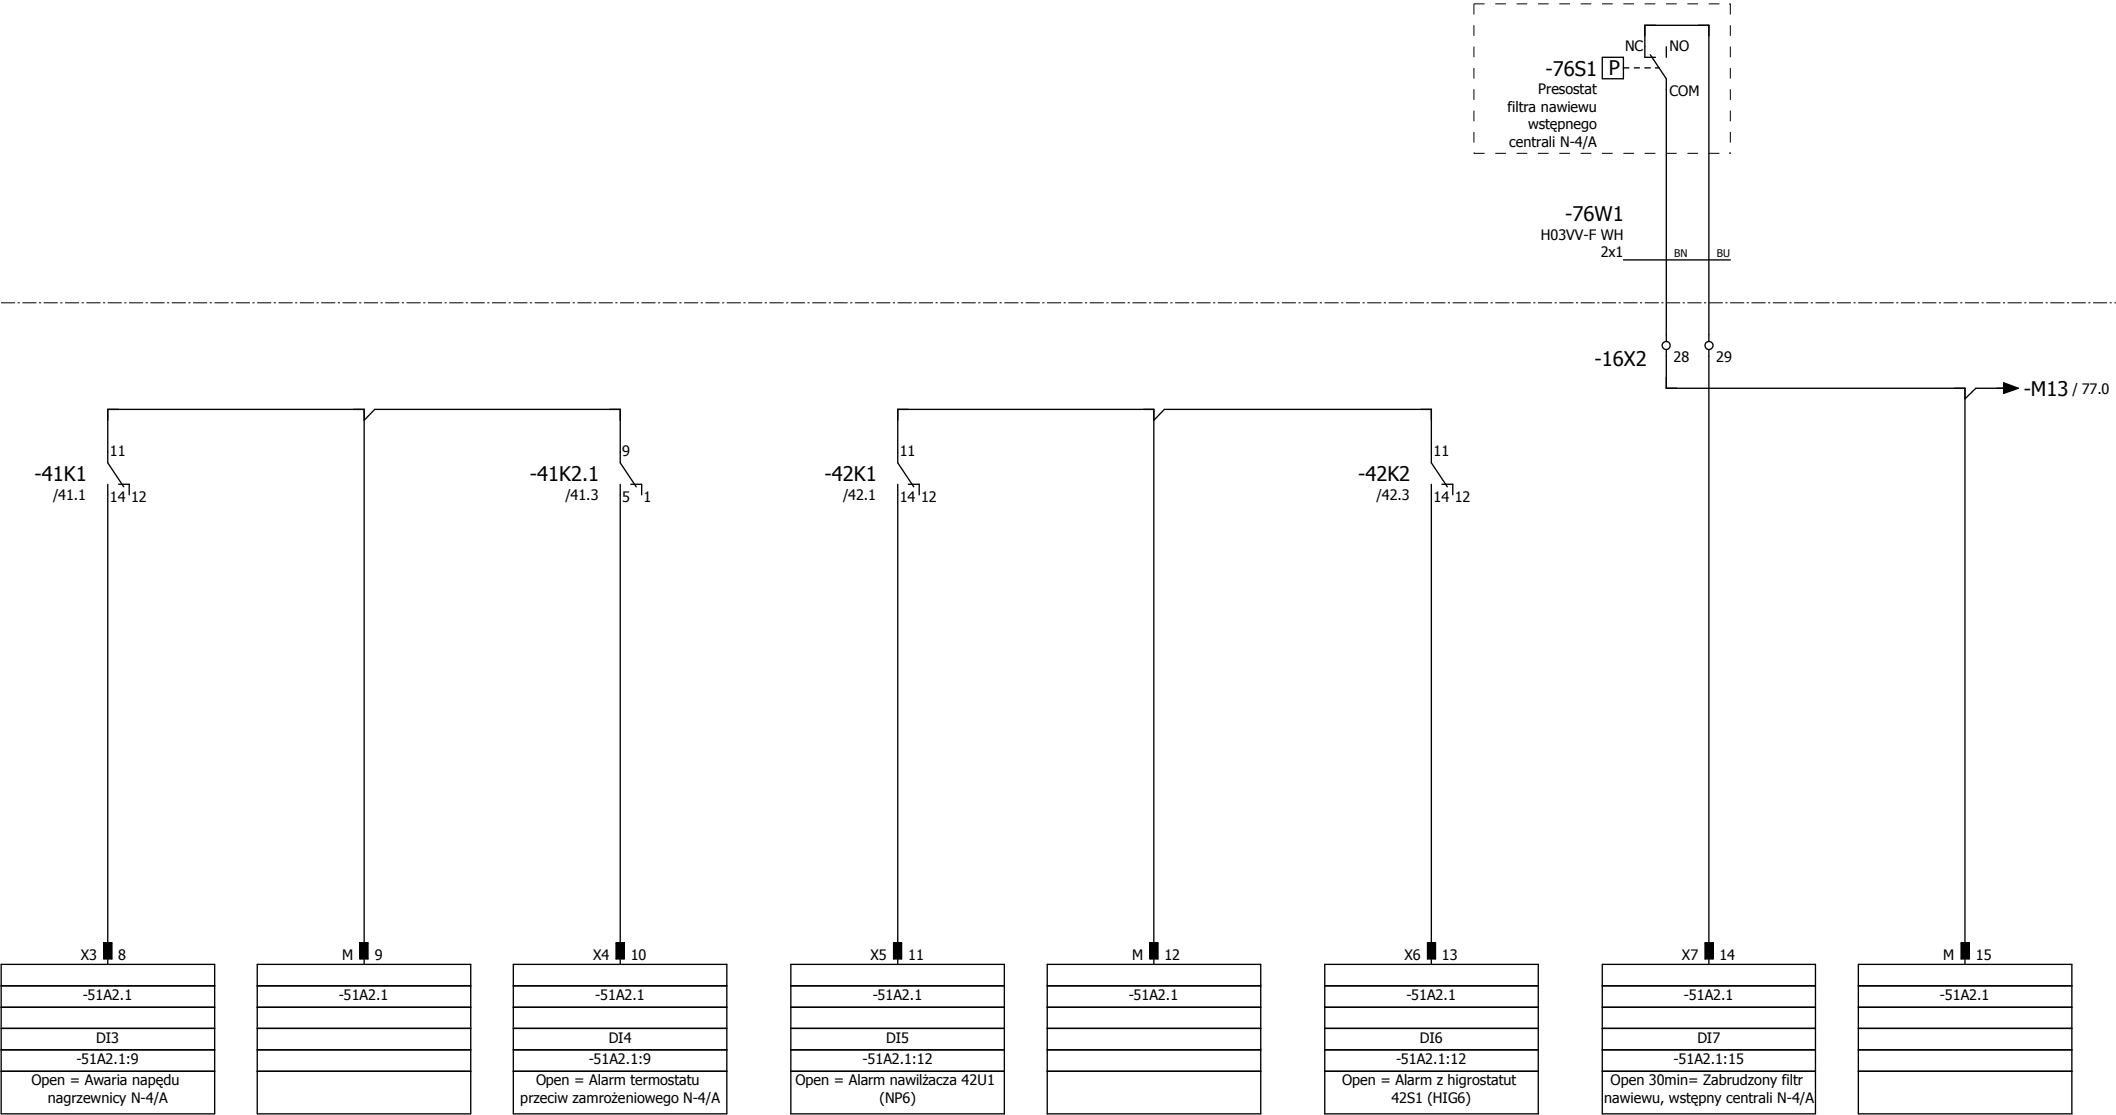 NC
NO
-76S1 P
Presostat
filtra nawiewu
wstępnego
centrali N-4/A
COM
-76W1
H03VV-F WH
2x1
BN
BU
-16X2
28
29
-M13 / 77.0
-41K1
/41.1
11
14 12
-41K2.1
/41.3
9
5 1
-42K1
/42.1
11
14 12
-42K2
/42.3
11
14 12
X3 8
-51A2.1
DI3
-51A2.1:9
Open = Awaria napędu
nagrzewnicy N-4/A
M 9
-51A2.1
X4 10
-51A2.1
DI4
-51A2.1:9
Open = Alarm termostatu
przeciw zamrożeniowego N-4/A
X5 11
-51A2.1
DI5
-51A2.1:12
Open = Alarm nawilżacza 42U1
(NP6)
M 12
-51A2.1
X6 13
-51A2.1
DI6
-51A2.1:12
Open = Alarm z higrostatut
42S1 (HIG6)
X7 14
-51A2.1
DI7
-51A2.1:15
Open 30min= Zabrudzony filtr
nawiewu, wstępny centrali N-4/A
M 15
-51A2.1